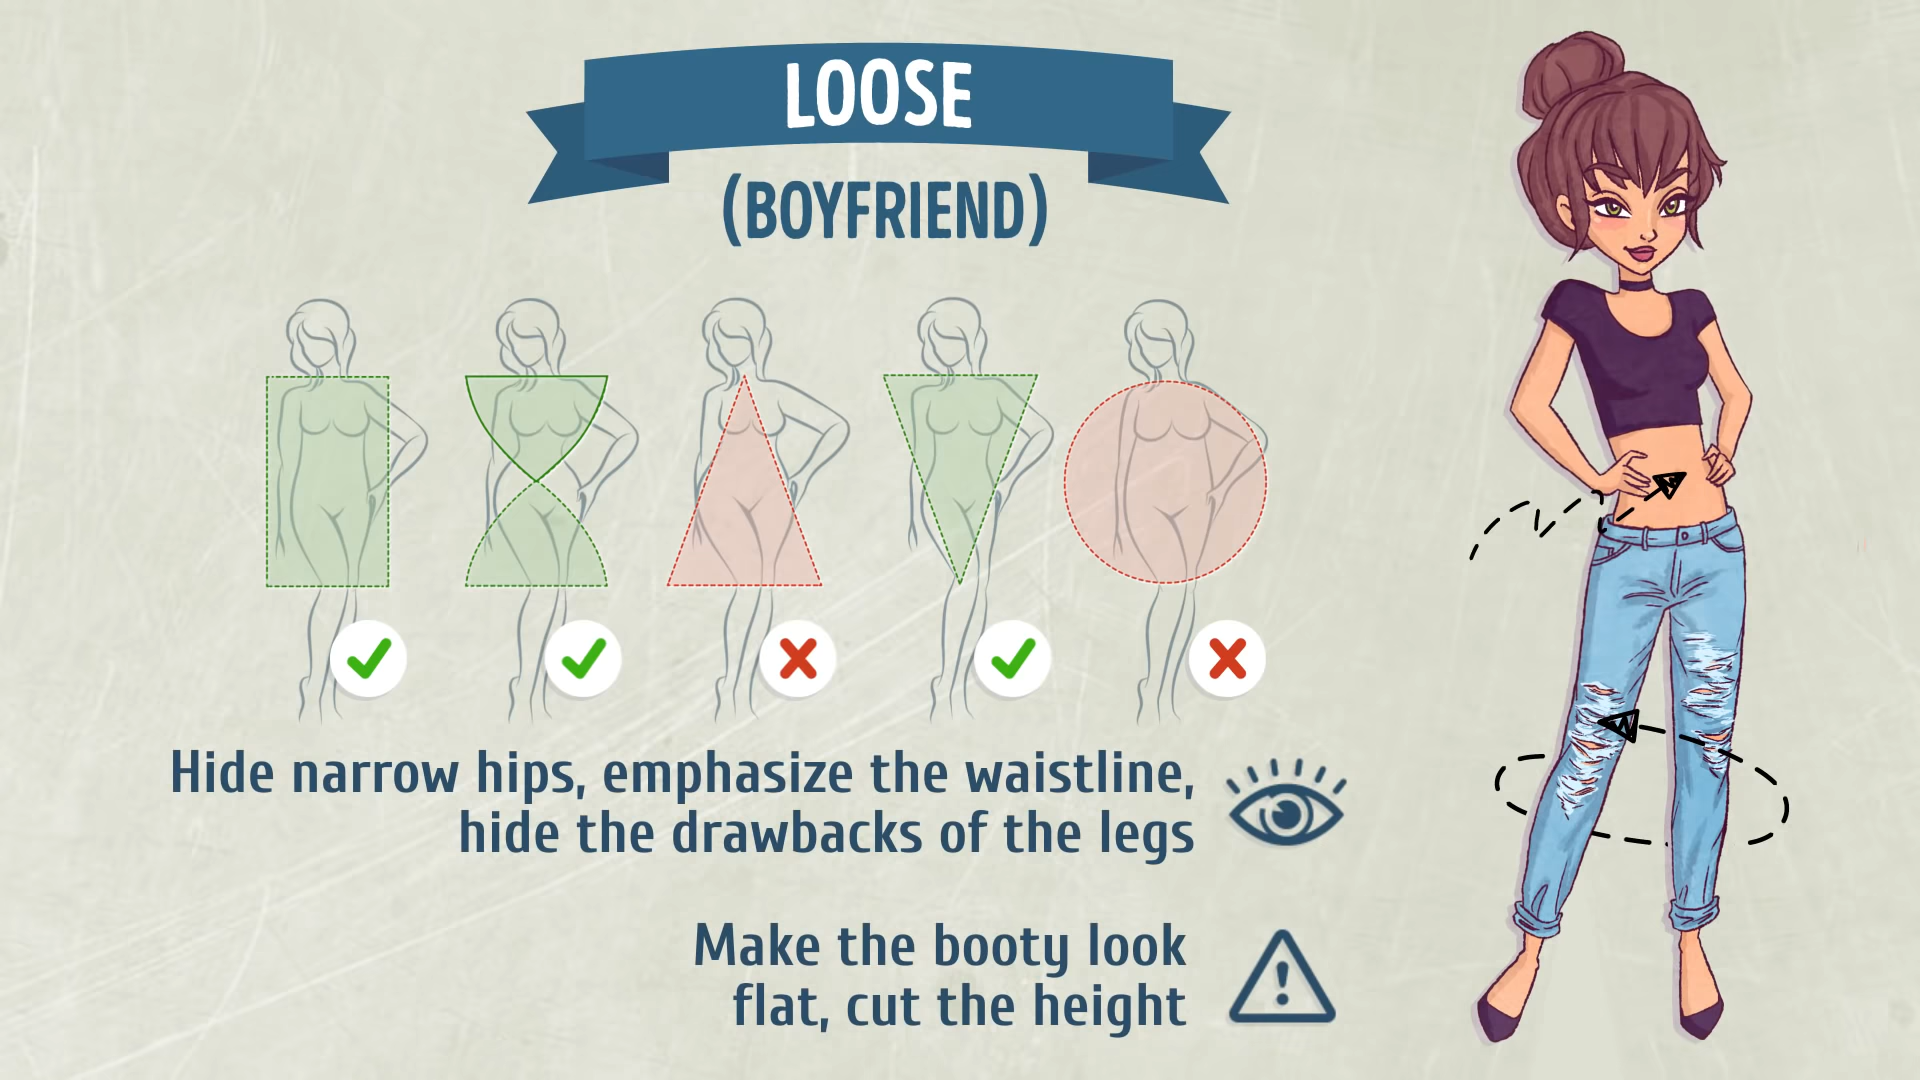 LOOSE
(BOYFRIEND)
Hide narrow hips, emphasize the waistline,
hide the drawbacks of the legs
Make the booty look
flat, cut the height